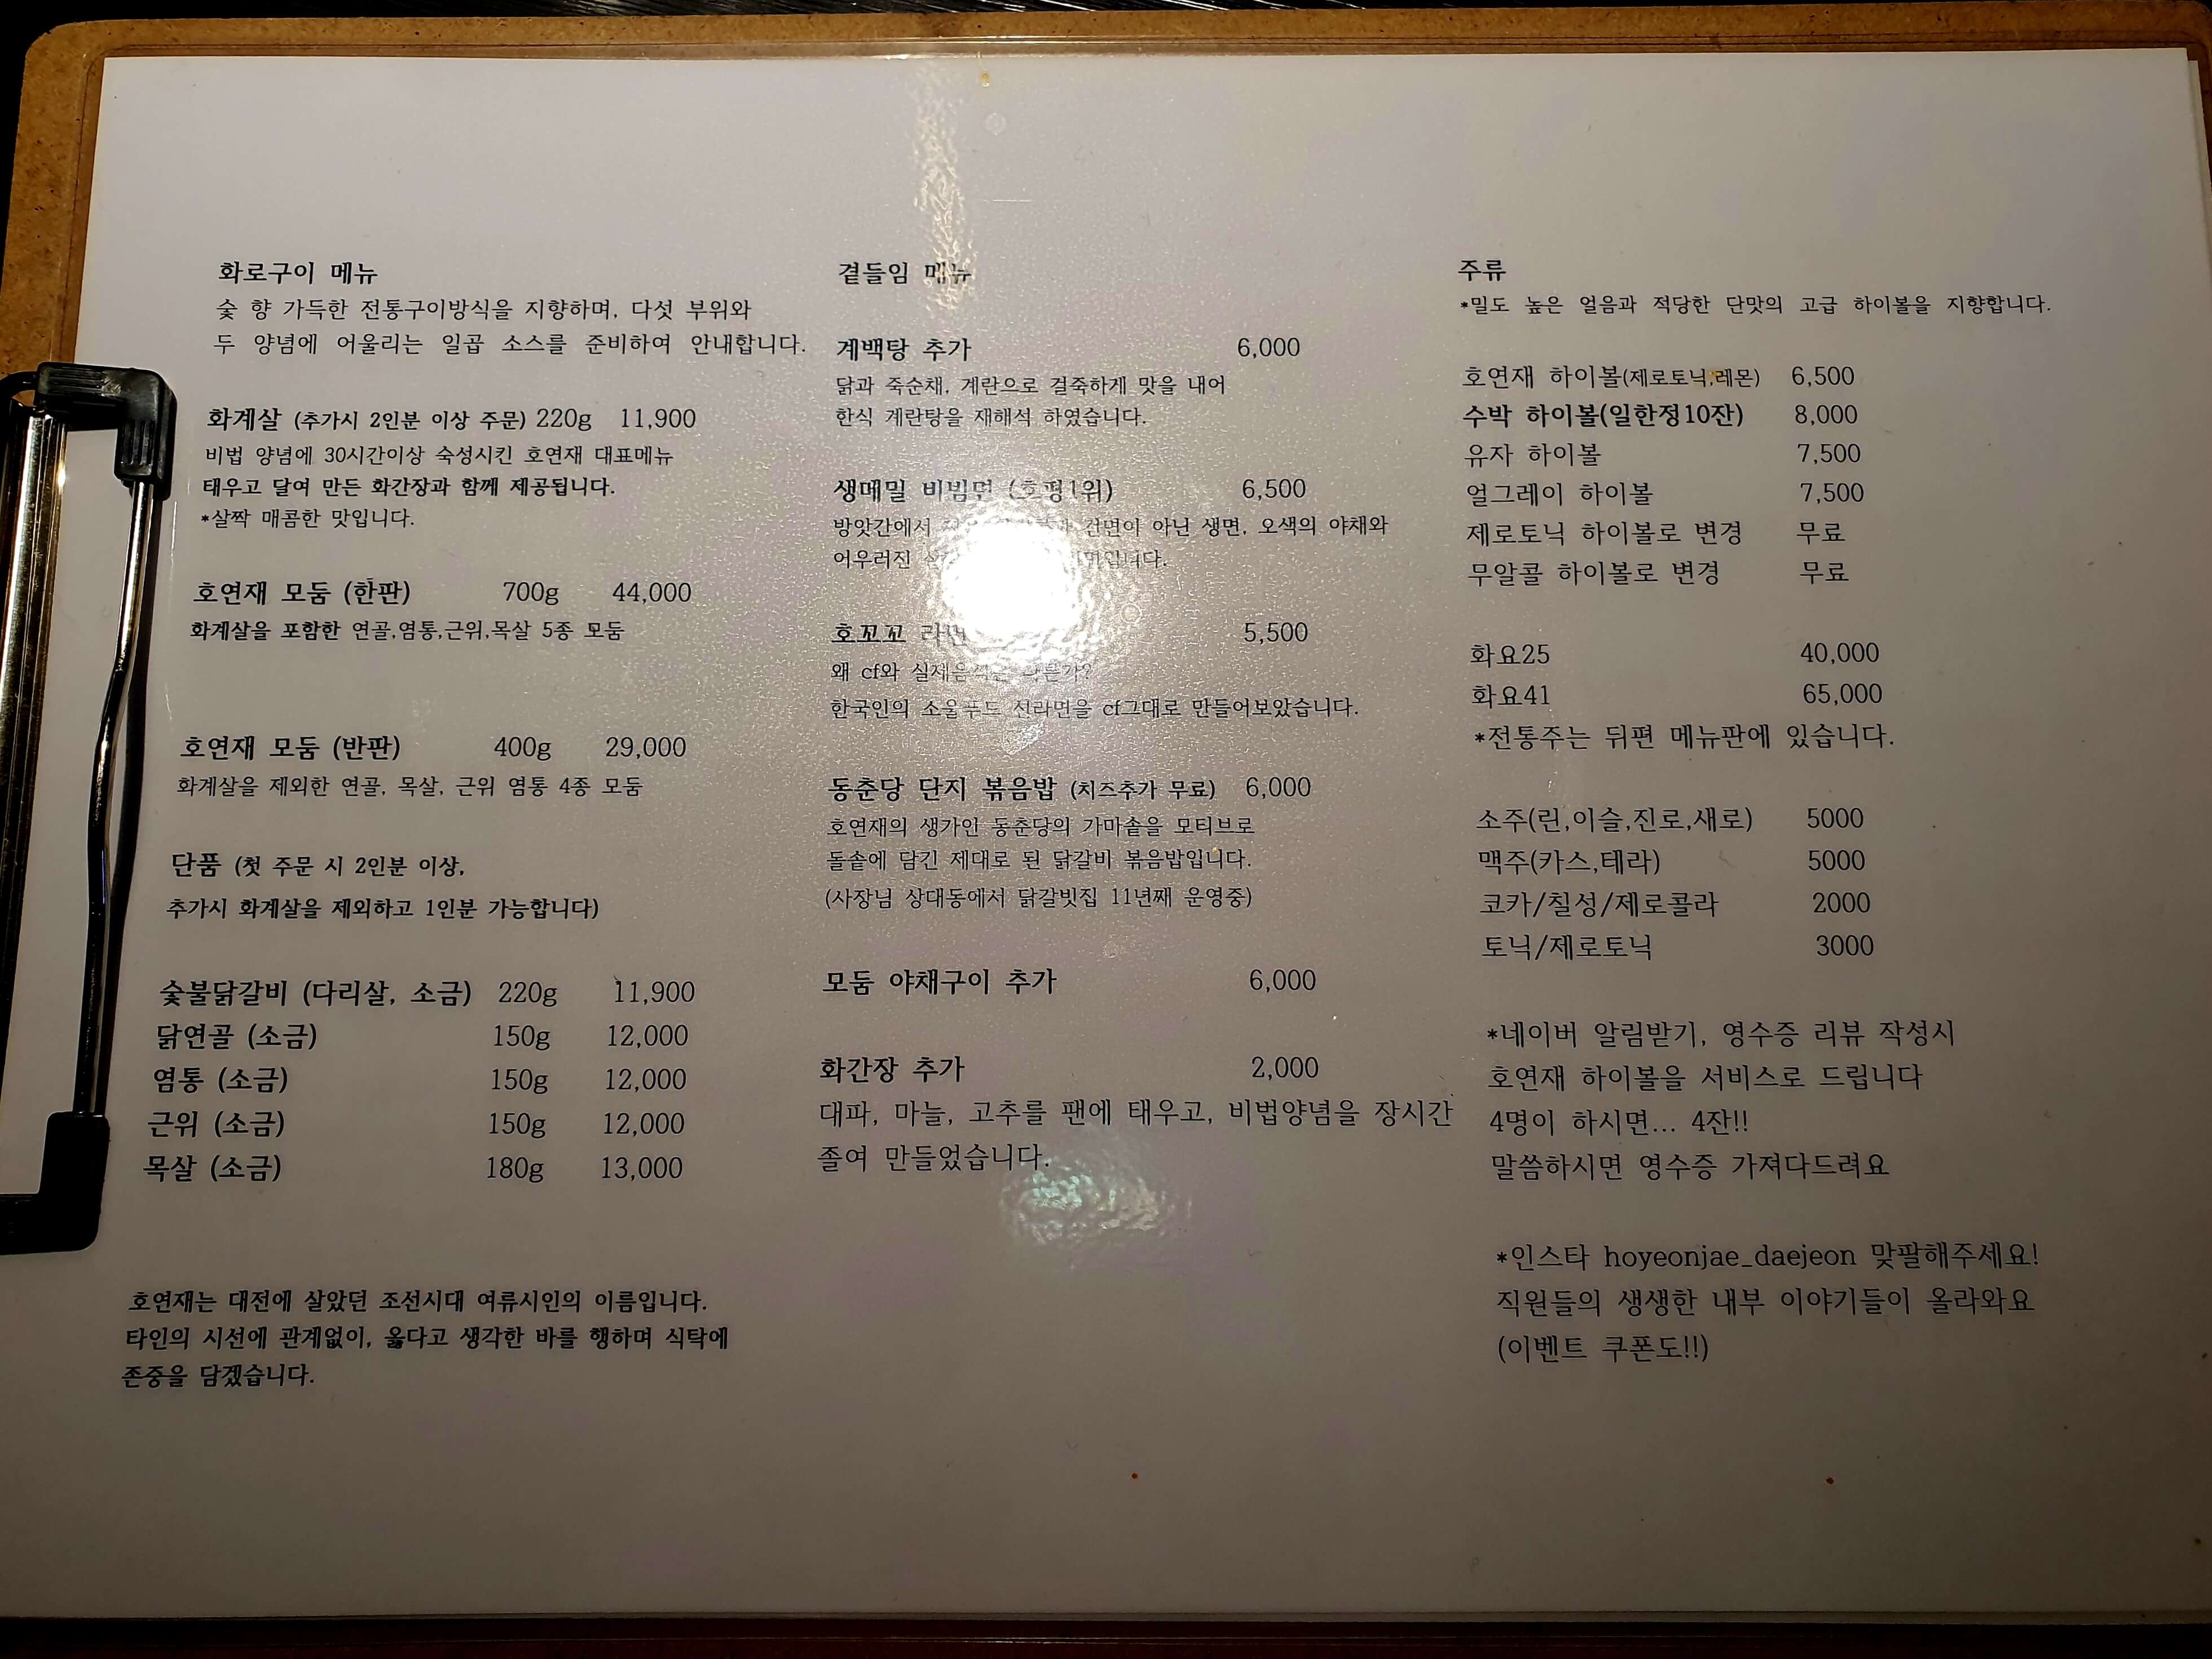 화로구이 메뉴
숯 향 가득한 전통구이방식을 지향하며, 다섯 부위와
두 양념에 어울리는 일곱 소스를 준비하여 안내합니다.
화계살 (추가시 2인분 이상 주문) 220g 11,900
비법 양념에 30시간이상 숙성시킨 호연재 대표메뉴
태우고 달여 만든 화간장과 함께 제공됩니다.
*살짝 매콤한 맛입니다.
호연재 모둠 (한판) 700g 44,000
화계살을 포함한 연골,염통,근위,목살 5종 모둠
호연재 모둠 (반판) 400g 29,000
화계살을 제외한 연골, 목살, 근위 염통 4종 모둠
단품 (첫 주문 시 2인분 이상,
추가시 화계살을 제외하고 1인분 가능합니다)
숯불닭갈비 (다리살, 소금) 220g 11,900
닭연골 (소금) 150g 12,000
염통 (소금) 150g 12,000
근위 (소금) 150g 12,000
목살 (소금) 180g 13,000
호연재는 대전에 살았던 조선시대 여류시인의 이름입니다.
타인의 시선에 관계없이, 옳다고 생각한 바를 행하며 식탁에
존중을 담겠습니다.
곁들임 메뉴
계백당 추가 6,000
닭과 죽순채, 계란으로 걸죽하게 맛을 내어
한식 계란탕을 재해석 하였습니다.
생메밀 비빔면 (호평1위) 6,500
방앗간에서 건면이 아닌 생면, 오색의 야채와
어우러진
호꼬꼬 라면 5,500
왜 cf와 실제음식은 다른가?
한국인의 소울푸드 신라면을 cf그대로 만들어보았습니다.
동춘당 단지 볶음밥 (치즈추가 무료) 6,000
호연재의 생가안 동춘당의 가마솥을 모티브로
돌솥에 담긴 제대로 된 닭갈비 볶음밥입니다.
(사장님 상대동에서 닭갈빗집 11년째 운영중)
모둠 야채구이 추가 6,000
화간장 추가 2,000
대파, 마늘, 고추를 팬에 태우고, 비법양념을 장시간
졸여 만들었습니다.
주류
*밀도 높은 얼음과 적당한 단맛의 고급 하이볼을 지향합니다.
호연재 하이볼(제로토닉,레몬) 6,500
수박 하이볼(일한정10잔) 8,000
유자 하이볼 7,500
얼그레이 하이볼 7,500
제로토닉 하이볼로 변경 무료
무알콜 하이볼로 변경 무료
화요25 40,000
화요41 65,000
*전통주는 뒤편 메뉴판에 있습니다.
소주(린,이슬,진로,새로) 5000
맥주(카스,테라) 5000
코카/칠성/제로콜라 2000
토닉/제로토닉 3000
*네이버 알림받기, 영수증 리뷰 작성시
호연재 하이볼을 서비스로 드립니다
4명이 하시면... 4잔!!
말씀하시면 영수증 가져다드려요
*인스타 hoyeonjae_daejeon 맞팔해주세요!
직원들의 생생한 내부 이야기들이 올라와요
(이벤트 쿠폰도!!)